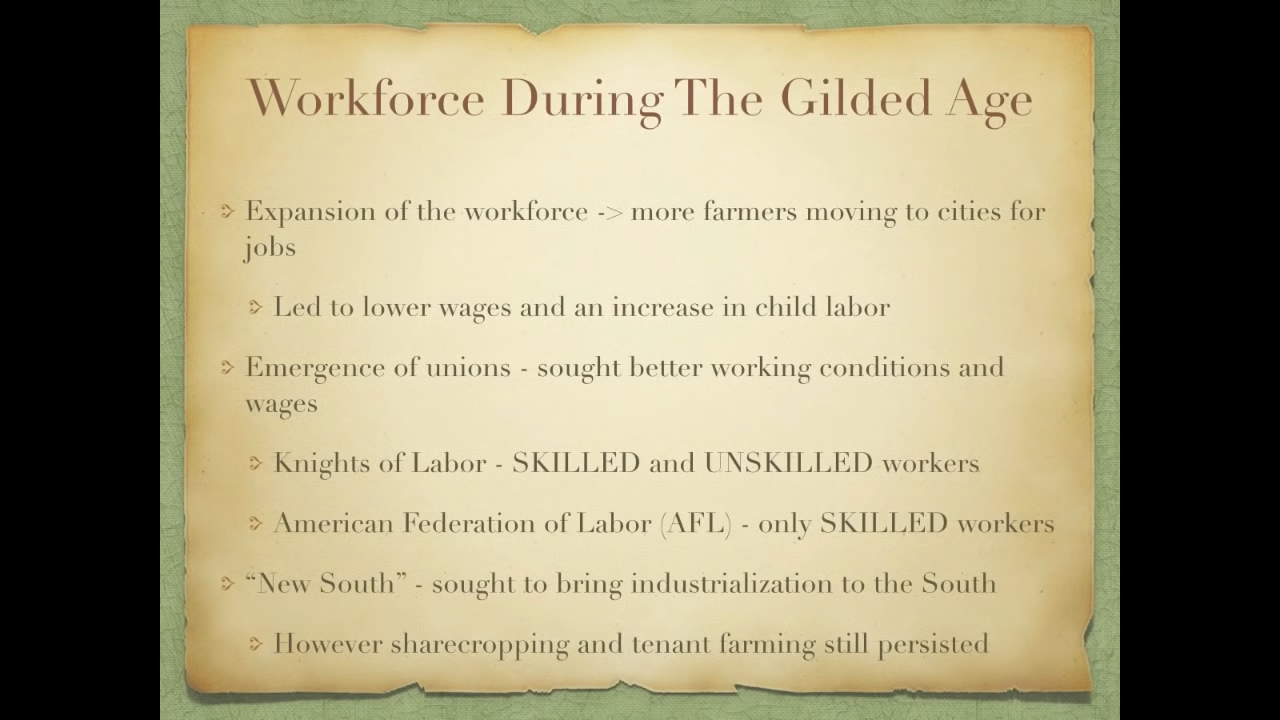 Workforce During The Gilded Age
Expansion of the workforce -> more farmers moving to cities for
jobs
Led to lower wages and an increase in child labor
Emergence of unions - sought better working conditions and
wages
Knights of Labor - SKILLED and UNSKILLED workers
American Federation of Labor (AFL) - only SKILLED workers
“New South” - sought to bring industrialization to the South
However sharecropping and tenant farming still persisted